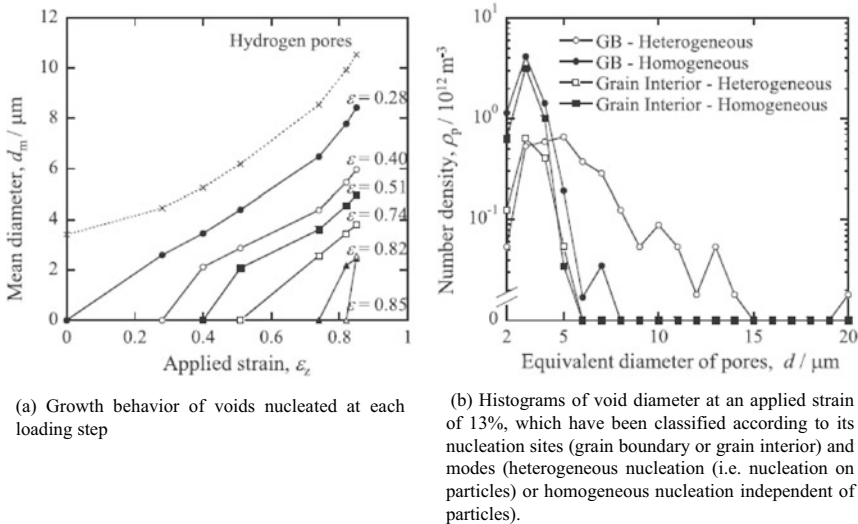 12
10
8
6
4
2
0
0
0.2
0.4
0.6
0.8
1
Mean diameter, d_m / μm
Applied strain, ε_z
Hydrogen pores
ε=0.28
ε=0.40
ε=0.51
ε=0.74
ε=0.82
ε=0.85
(a) Growth behavior of voids nucleated at each
loading step
10¹
10⁰
10⁻¹
0
2
5
10
15
20
Number density, ρ_p / 10¹² m⁻³
Equivalent diameter of pores, d / μm
GB - Heterogeneous
GB - Homogeneous
Grain Interior - Heterogeneous
Grain Interior - Homogeneous
(b) Histograms of void diameter at an applied strain
of 13%, which have been classified according to its
nucleation sites (grain boundary or grain interior) and
modes (heterogeneous nucleation (i.e. nucleation on
particles) or homogeneous nucleation independent of
particles).